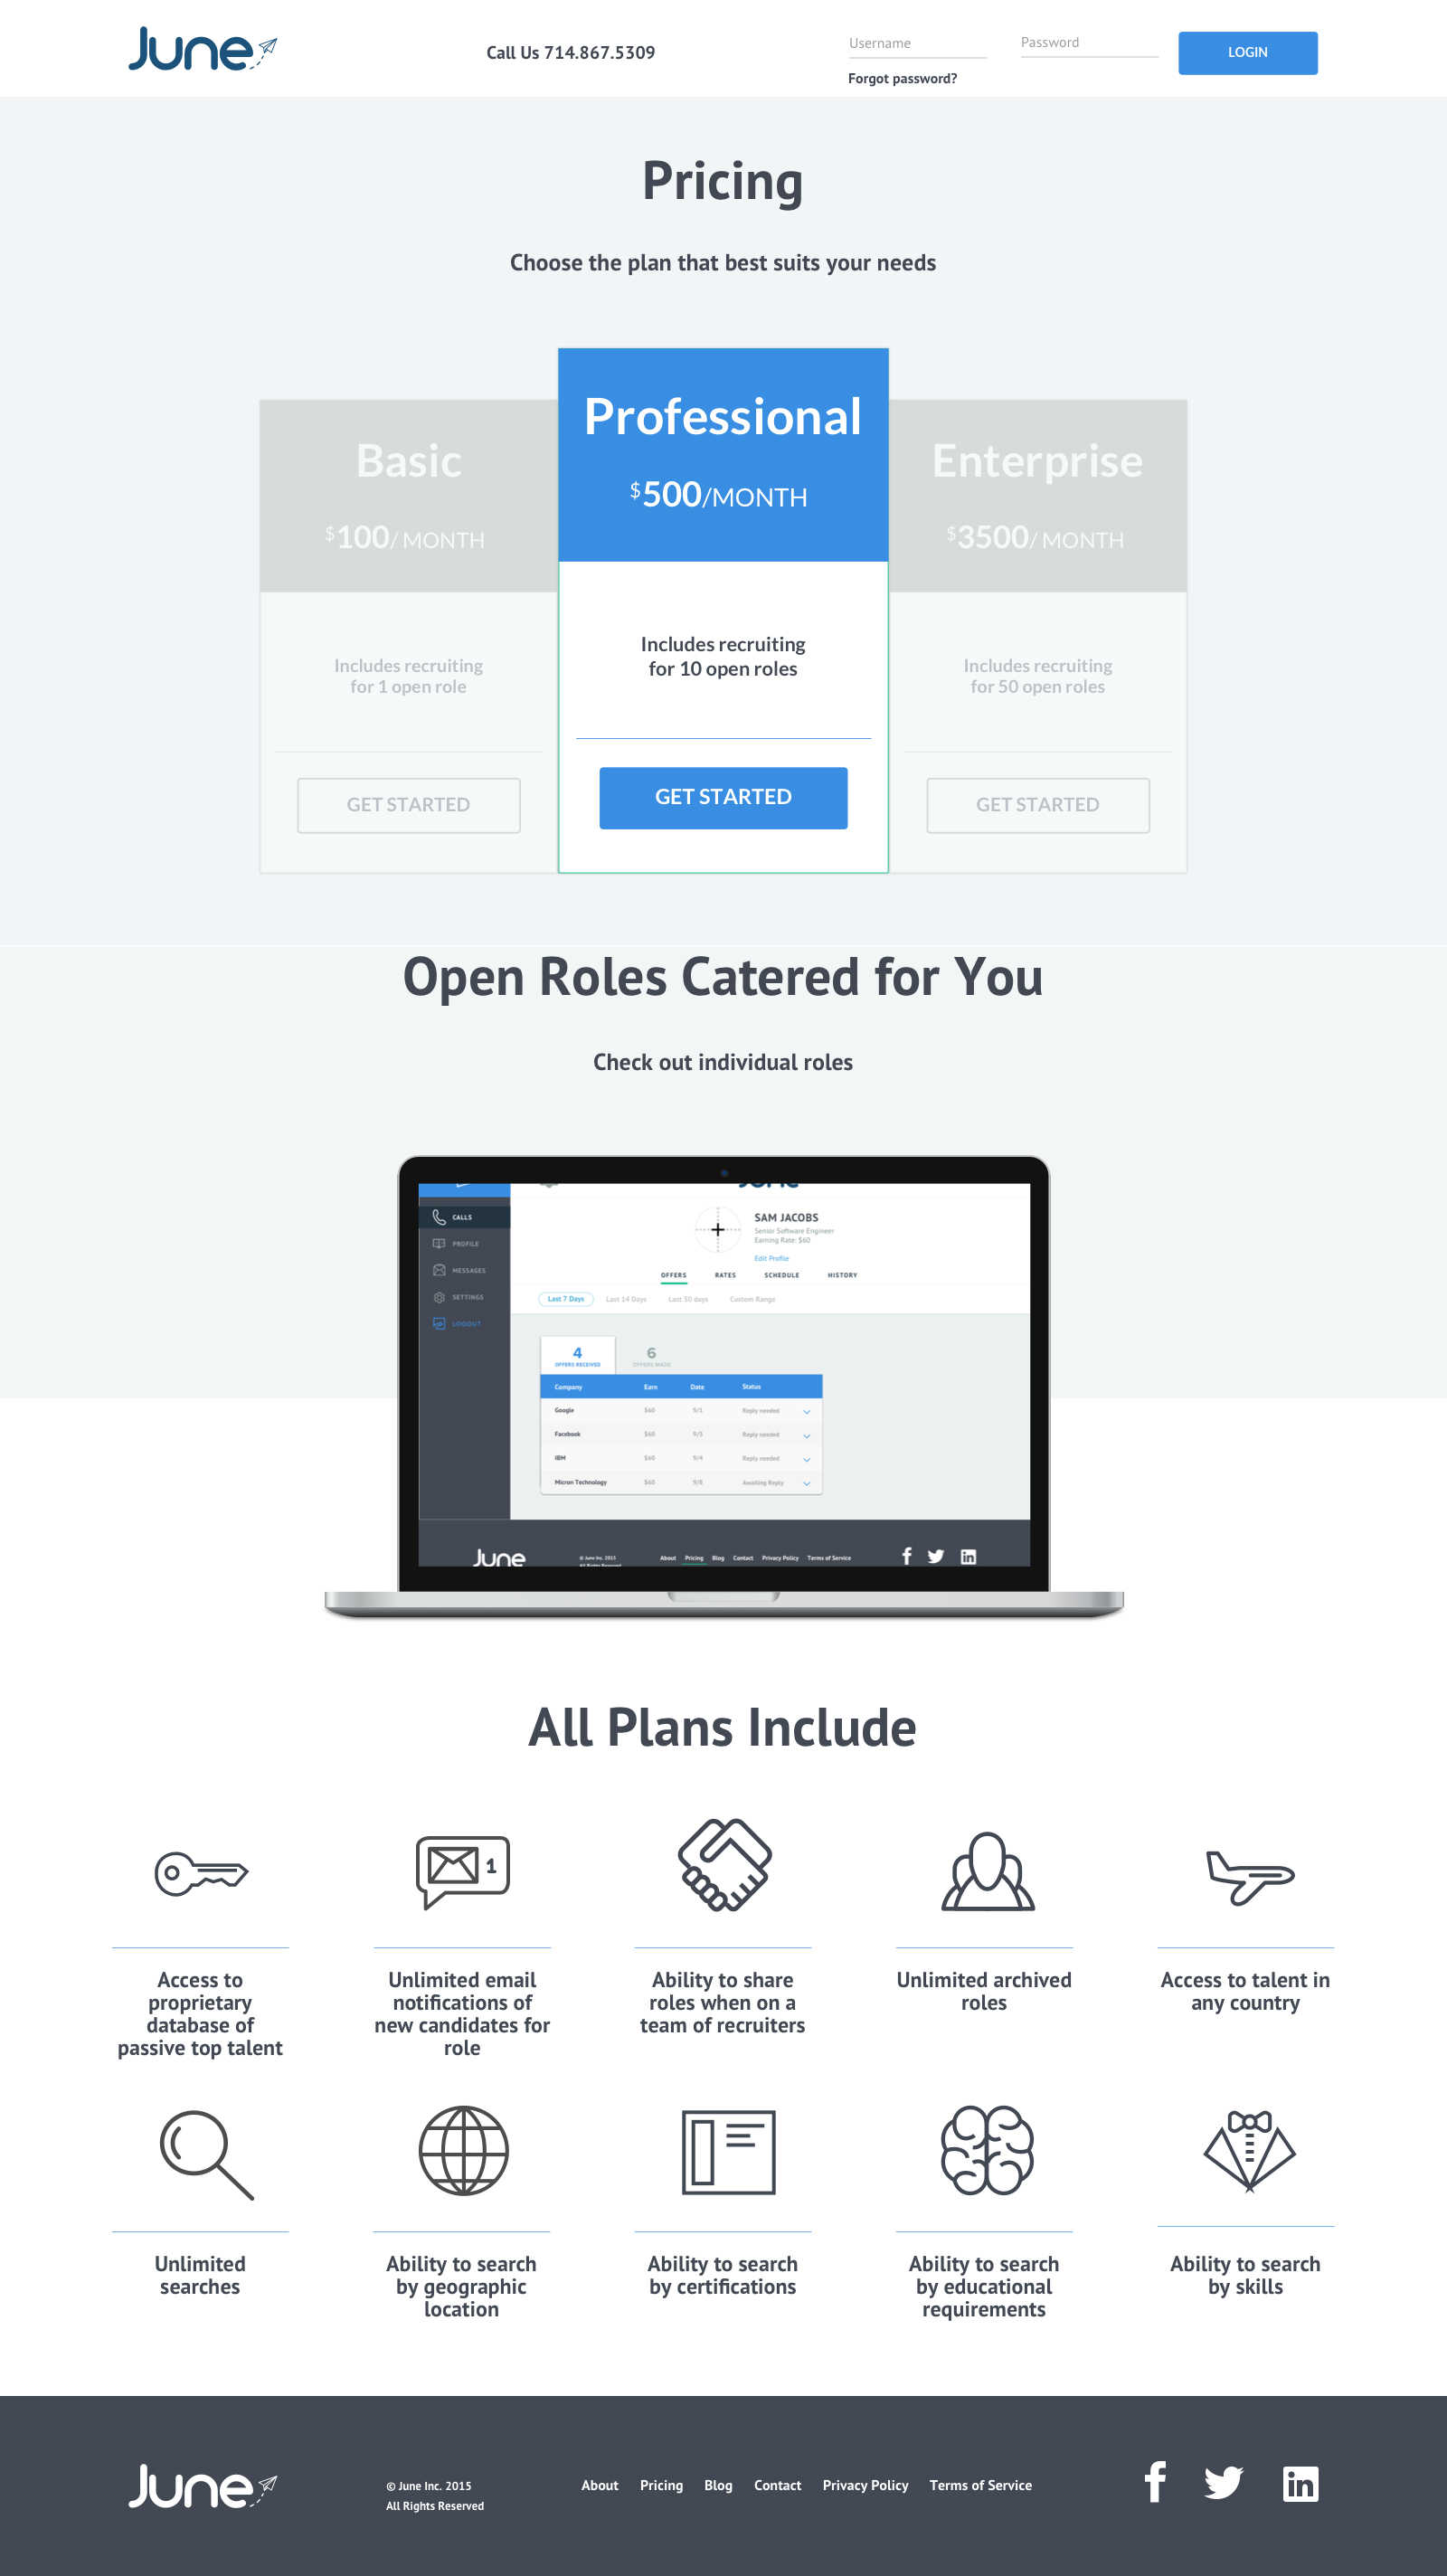 June
Call Us 714.867.5309
Username
Password
LOGIN
Forgot password?
Pricing
Choose the plan that best suits your needs
Basic
$100/ MONTH
Includes recruiting
for 1 open role
GET STARTED
Professional
$500/MONTH
Includes recruiting
for 10 open roles
GET STARTED
Enterprise
$3500/ MONTH
Includes recruiting
for 50 open roles
GET STARTED
Open Roles Catered for You
Check out individual roles
June
CALLS
PROFILE
MESSAGES
SETTINGS
LOGOUT
SAM JACOBS
Senior Software Engineer
Earning Rate: $60
Edit Profile
OFFERS RATES SCHEDULE HISTORY
Last 7 Days Last 14 Days Last 30 days Custom Range
4 6
OFFERS RECEIVED OFFERS MADE
Company Earn Date Status
Google $60 9/1 Reply needed
Facebook $60 9/3 Reply needed
IBM $60 9/4 Reply needed
Micron Technology $60 9/8 Awaiting Reply
June
© June Inc. 2015
All Rights Reserved
About Pricing Blog Contact Privacy Policy Terms of Service
All Plans Include
1
Access to
proprietary
database of
passive top talent
Unlimited email
notifications of
new candidates for
role
Ability to share
roles when on a
team of recruiters
Unlimited archived
roles
Access to talent in
any country
Unlimited
searches
Ability to search
by geographic
location
Ability to search
by certifications
Ability to search
by educational
requirements
Ability to search
by skills
June
© June Inc. 2015
All Rights Reserved
About Pricing Blog Contact Privacy Policy Terms of Service